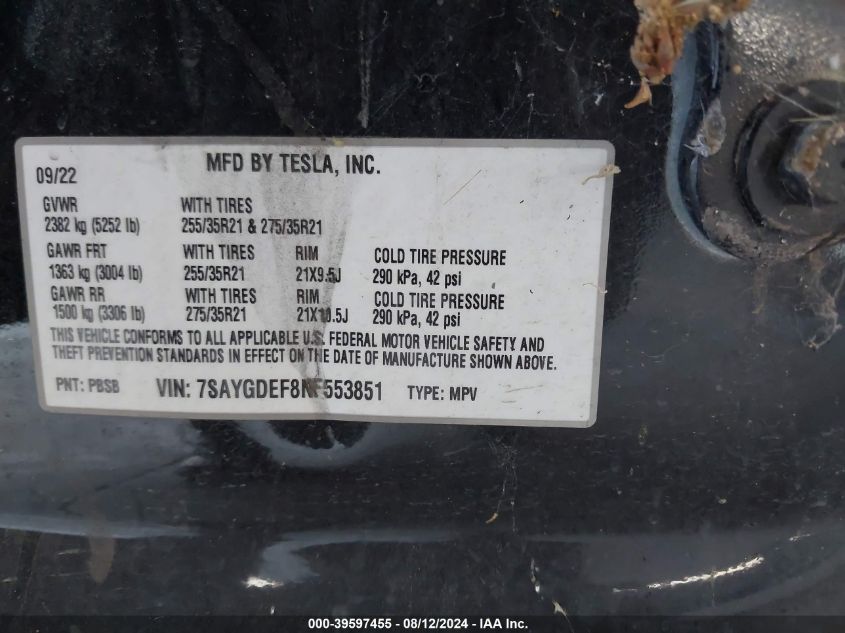 MFD BY TESLA, INC.
09/22
GVWR WITH TIRES
2382 kg (5252 lb) 255/35R21 & 275/35R21
GAWR FRT WITH TIRES RIM COLD TIRE PRESSURE
1363 kg (3004 lb) 255/35R21 21X9.5J 290 kPa, 42 psi
GAWR RR WITH TIRES RIM COLD TIRE PRESSURE
1500 kg (3306 lb) 275/35R21 21X10.5J 290 kPa, 42 psi
THIS VEHICLE CONFORMS TO ALL APPLICABLE U.S. FEDERAL MOTOR VEHICLE SAFETY AND
THEFT PREVENTION STANDARDS IN EFFECT ON THE DATE OF MANUFACTURE SHOWN ABOVE.
PNT: PBSB VIN: 7SAYGDEF8NF553851 TYPE: MPV
000-39597455 - 08/12/2024 - IAA Inc.